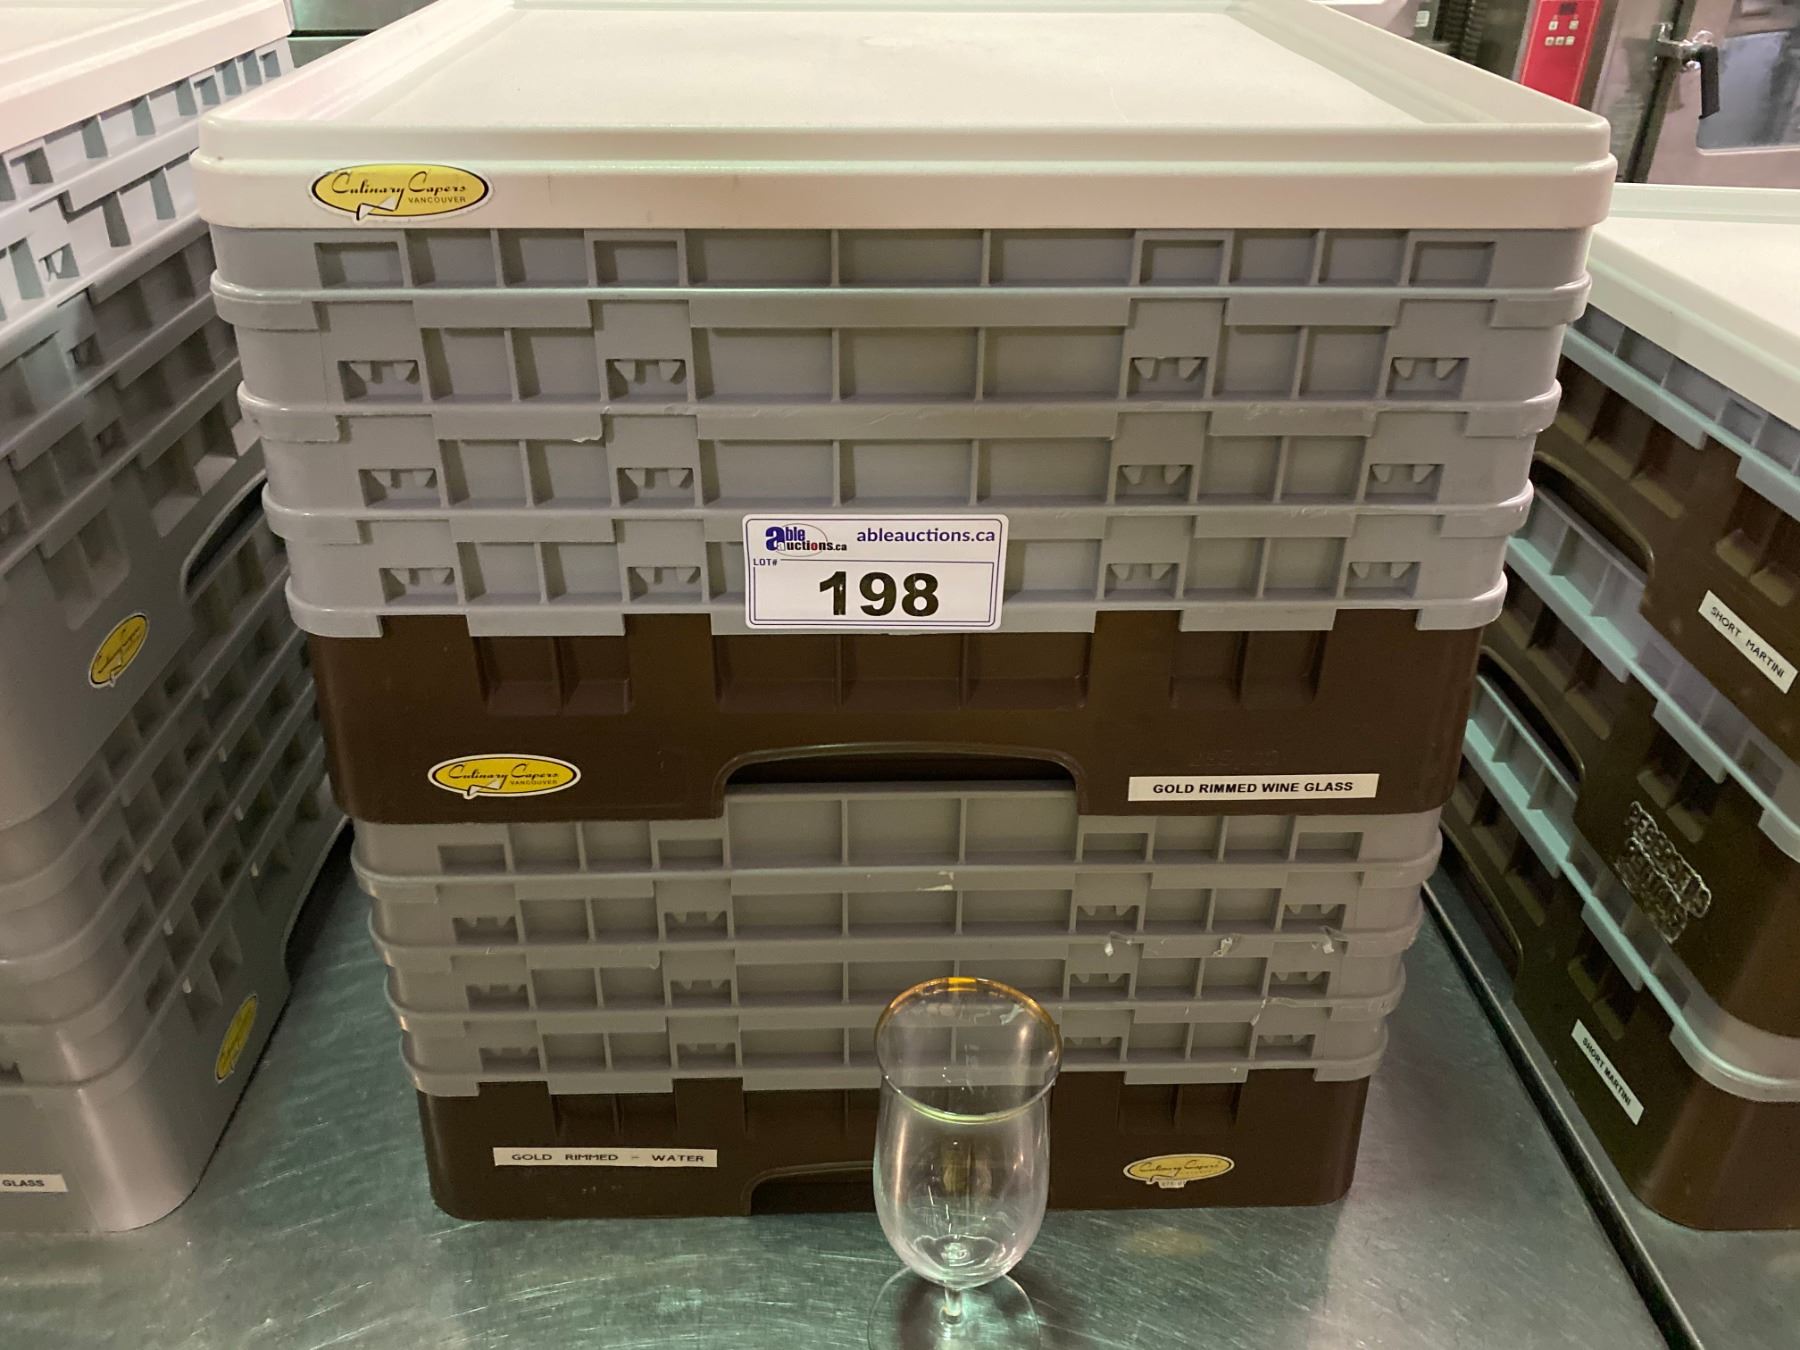 Culinary Capers
VANCOUVER
able
auctions.ca
ableauctions.ca
LOT#
198
Culinary Capers
VANCOUVER
GOLD RIMMED WINE GLASS
GOLD RIMMED - WATER
Culinary Capers
GLASS
SHORT MARTINI
SHORT MARTINI